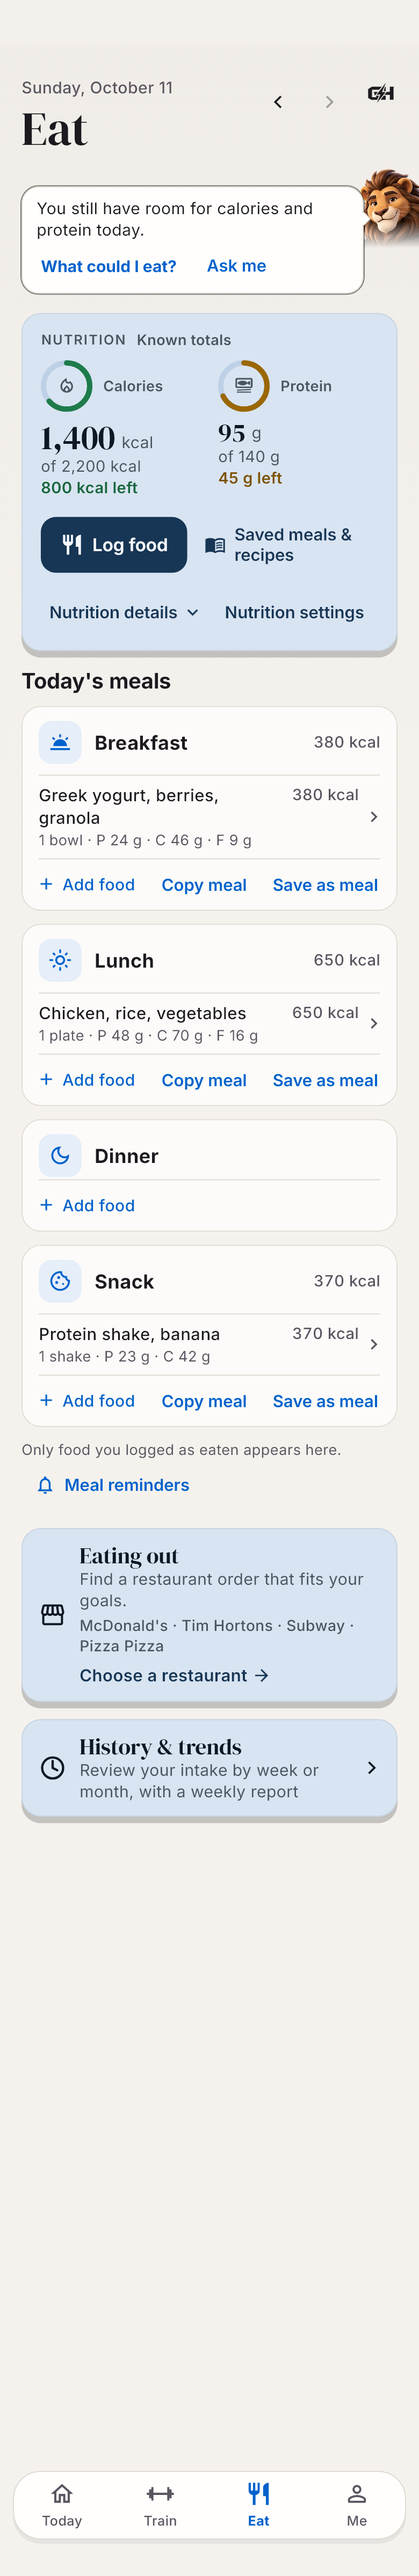 Sunday, October 11
GH
Eat
You still have room for calories and
protein today.
What could I eat? Ask me
NUTRITION Known totals
Calories
Protein
1,400 kcal
of 2,200 kcal
800 kcal left
95 g
of 140 g
45 g left
Log food
Saved meals &
recipes
Nutrition details
Nutrition settings
Today's meals
Breakfast 380 kcal
Greek yogurt, berries,
granola
380 kcal
1 bowl · P 24 g · C 46 g · F 9 g
+ Add food Copy meal Save as meal
Lunch 650 kcal
Chicken, rice, vegetables 650 kcal
1 plate · P 48 g · C 70 g · F 16 g
+ Add food Copy meal Save as meal
Dinner
+ Add food
Snack 370 kcal
Protein shake, banana 370 kcal
1 shake · P 23 g · C 42 g
+ Add food Copy meal Save as meal
Only food you logged as eaten appears here.
Meal reminders
Eating out
Find a restaurant order that fits your
goals.
McDonald's · Tim Hortons · Subway ·
Pizza Pizza
Choose a restaurant →
History & trends
Review your intake by week or
month, with a weekly report
Today Train Eat Me